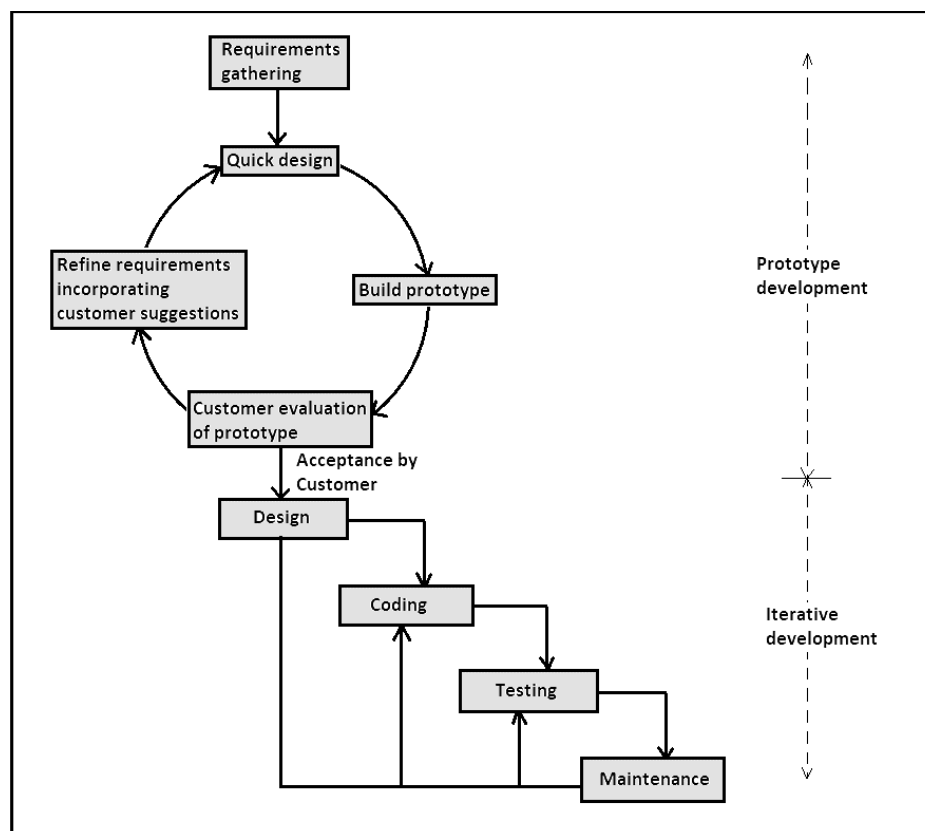 Requirements
gathering
Quick design
Refine requirements
incorporating
customer suggestions
Build prototype
Prototype
development
Customer evaluation
of prototype
Acceptance by
Customer
Design
Coding
Iterative
development
Testing
Maintenance